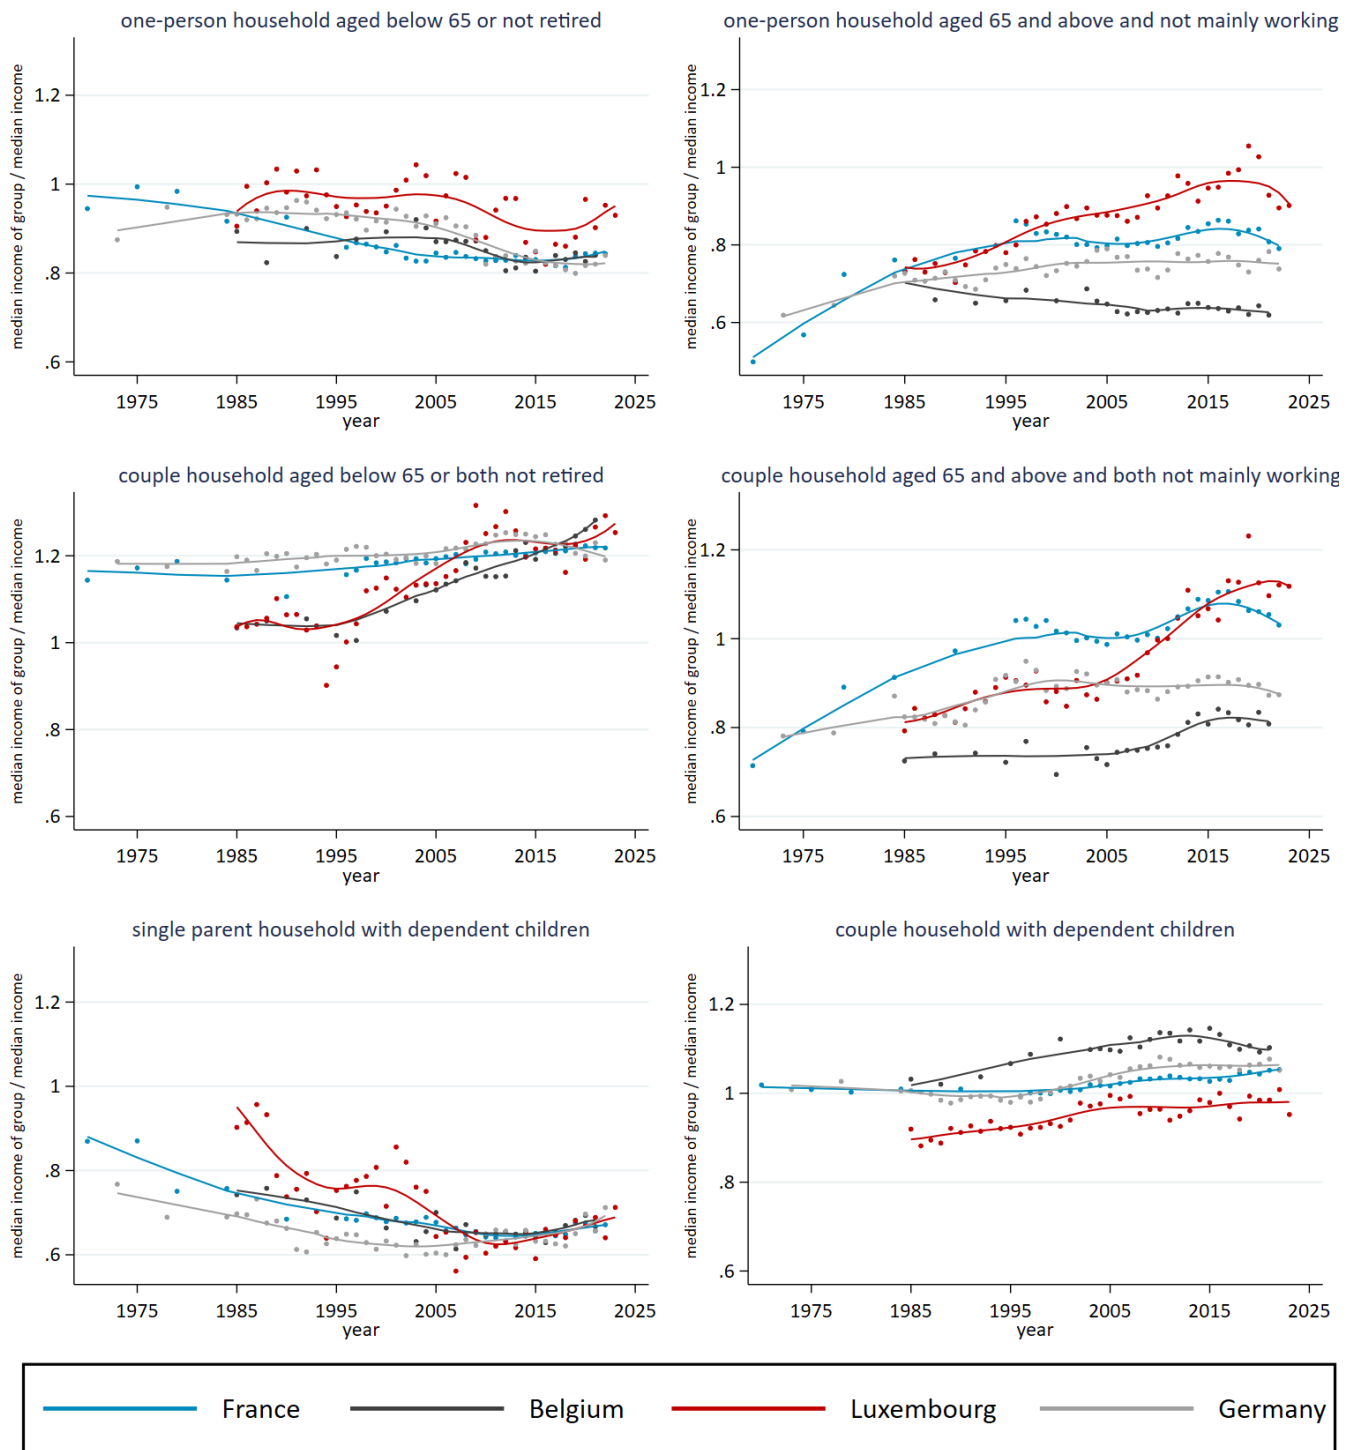 one-person household aged below 65 or not retired
median income of group / median income
1.2
1
.8
.6
1975 1985 1995 2005 2015 2025
year
one-person household aged 65 and above and not mainly working
median income of group / median income
1.2
1
.8
.6
1975 1985 1995 2005 2015 2025
year
couple household aged below 65 or both not retired
median income of group / median income
1.2
1
.8
.6
1975 1985 1995 2005 2015 2025
year
couple household aged 65 and above and both not mainly working
median income of group / median income
1.2
1
.8
.6
1975 1985 1995 2005 2015 2025
year
single parent household with dependent children
median income of group / median income
1.2
1
.8
.6
1975 1985 1995 2005 2015 2025
year
couple household with dependent children
median income of group / median income
1.2
1
.8
.6
1975 1985 1995 2005 2015 2025
year
France Belgium Luxembourg Germany